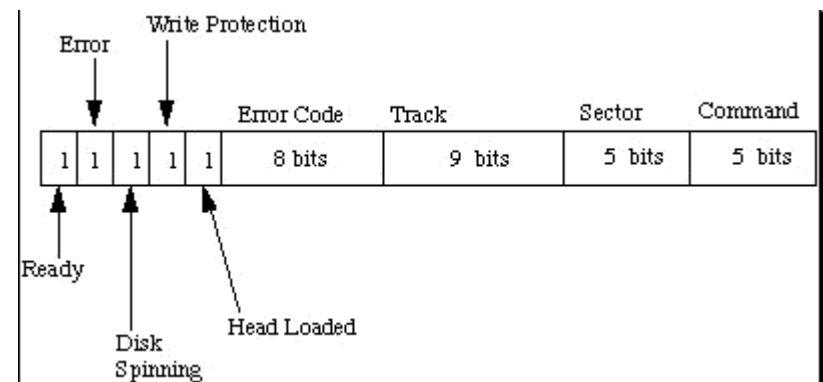 Write Protection
Error
Error Code Track Sector Command
1 1 1 1 1 8 bits 9 bits 5 bits 5 bits
Ready
Head Loaded
Disk
Spinning